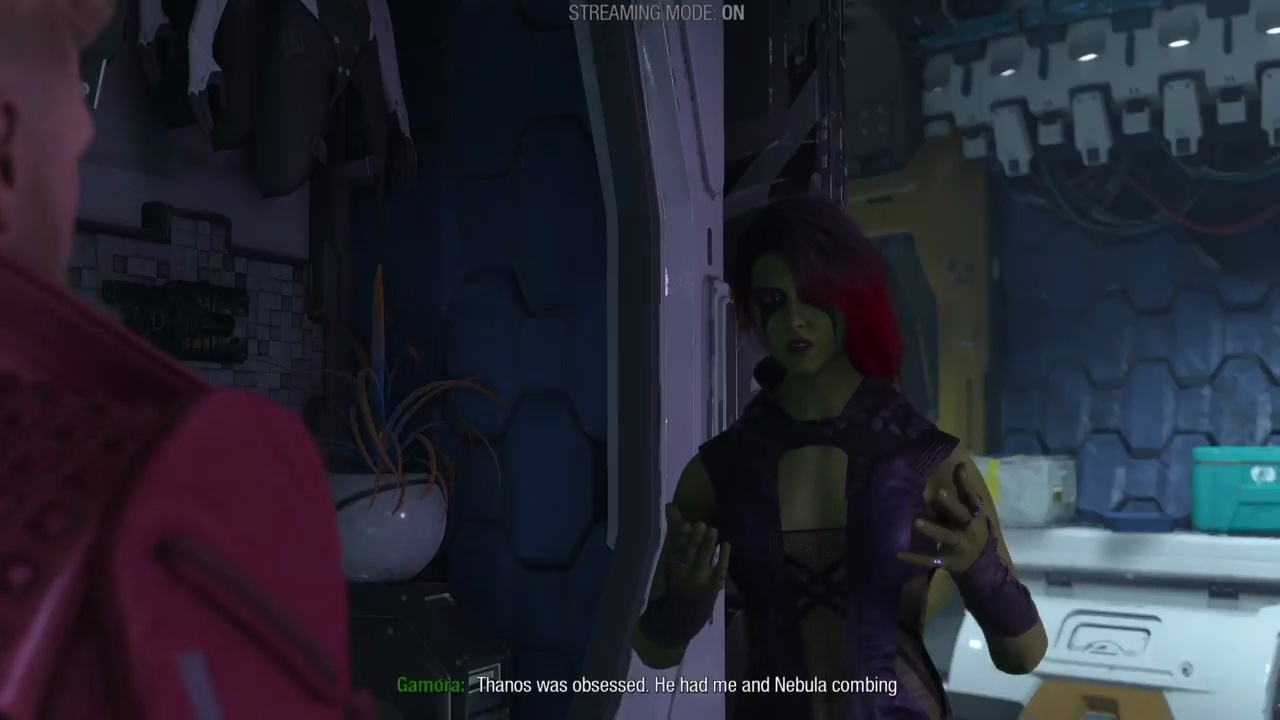 STREAMING MODE: ON
Gamora: Thanos was obsessed. He had me and Nebula combing